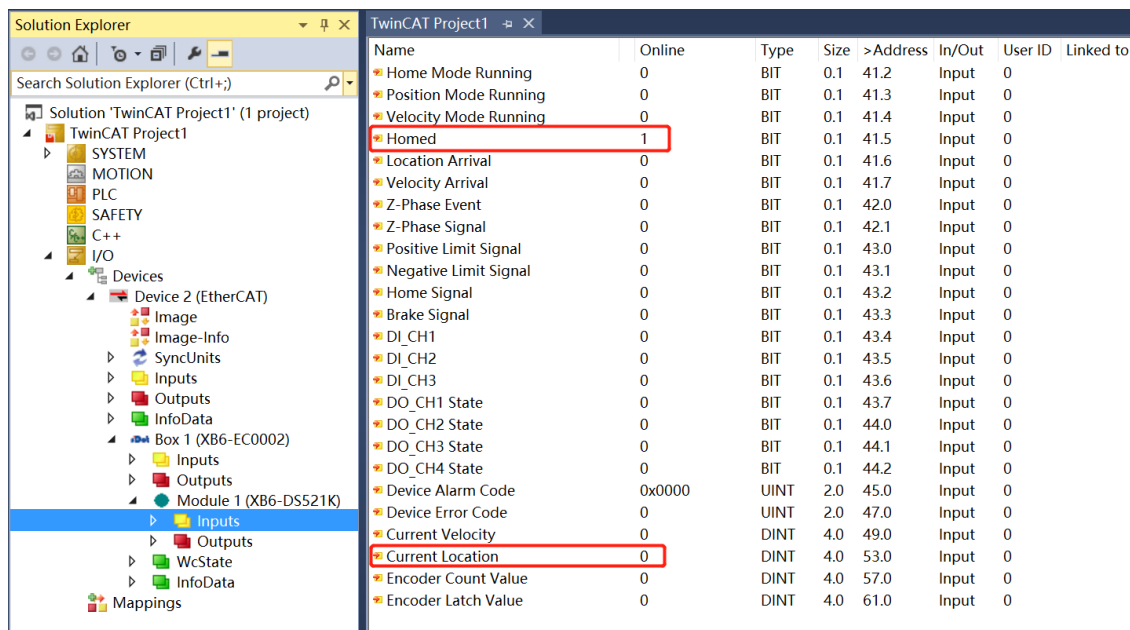 Solution Explorer
Search Solution Explorer (Ctrl+;)
Solution 'TwinCAT Project1' (1 project)
TwinCAT Project1
SYSTEM
MOTION
PLC
SAFETY
C++
I/O
Devices
Device 2 (EtherCAT)
Image
Image-Info
SyncUnits
Inputs
Outputs
InfoData
Box 1 (XB6-EC0002)
Inputs
Outputs
Module 1 (XB6-DS521K)
Inputs
Outputs
WcState
InfoData
Mappings
TwinCAT Project1
Name Online Type Size >Address In/Out User ID Linked to
Home Mode Running 0 BIT 0.1 41.2 Input 0
Position Mode Running 0 BIT 0.1 41.3 Input 0
Velocity Mode Running 0 BIT 0.1 41.4 Input 0
Homed 1 BIT 0.1 41.5 Input 0
Location Arrival 0 BIT 0.1 41.6 Input 0
Velocity Arrival 0 BIT 0.1 41.7 Input 0
Z-Phase Event 0 BIT 0.1 42.0 Input 0
Z-Phase Signal 0 BIT 0.1 42.1 Input 0
Positive Limit Signal 0 BIT 0.1 43.0 Input 0
Negative Limit Signal 0 BIT 0.1 43.1 Input 0
Home Signal 0 BIT 0.1 43.2 Input 0
Brake Signal 0 BIT 0.1 43.3 Input 0
DI_CH1 0 BIT 0.1 43.4 Input 0
DI_CH2 0 BIT 0.1 43.5 Input 0
DI_CH3 0 BIT 0.1 43.6 Input 0
DO_CH1 State 0 BIT 0.1 43.7 Input 0
DO_CH2 State 0 BIT 0.1 44.0 Input 0
DO_CH3 State 0 BIT 0.1 44.1 Input 0
DO_CH4 State 0 BIT 0.1 44.2 Input 0
Device Alarm Code 0x0000 UINT 2.0 45.0 Input 0
Device Error Code 0 UINT 2.0 47.0 Input 0
Current Velocity 0 DINT 4.0 49.0 Input 0
Current Location 0 DINT 4.0 53.0 Input 0
Encoder Count Value 0 DINT 4.0 57.0 Input 0
Encoder Latch Value 0 DINT 4.0 61.0 Input 0